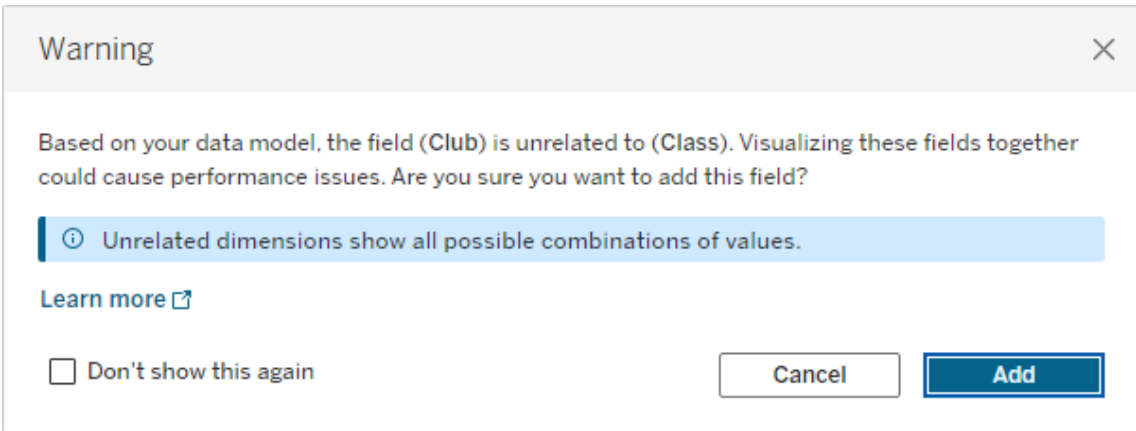 Warning
Based on your data model, the field (Club) is unrelated to (Class). Visualizing these fields together
could cause performance issues. Are you sure you want to add this field?
Unrelated dimensions show all possible combinations of values.
Learn more
Don't show this again
Cancel
Add